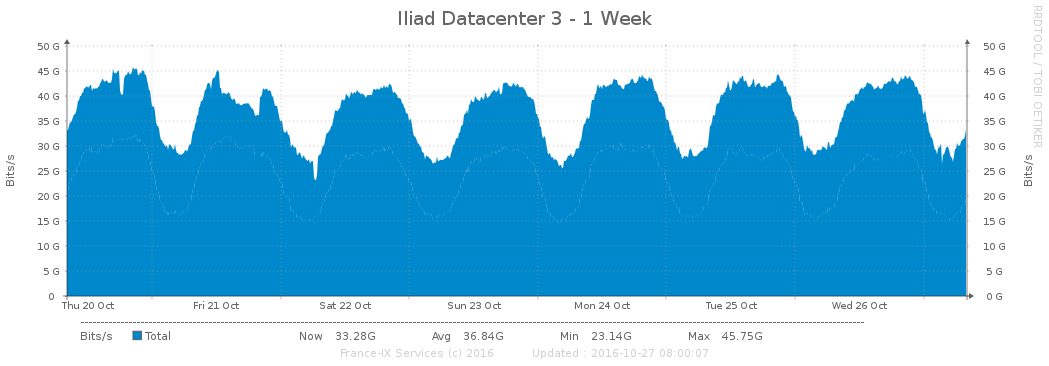 Iliad Datacenter 3 - 1 Week
RRDTOOL / TOBI OETIKER
Bits/s
50 G 50 G
45 G 45 G
40 G 40 G
35 G 35 G
30 G 30 G
25 G 25 G
20 G 20 G
15 G 15 G
10 G 10 G
5 G 5 G
0 0 G
Bits/s
Thu 20 Oct Fri 21 Oct Sat 22 Oct Sun 23 Oct Mon 24 Oct Tue 25 Oct Wed 26 Oct
Bits/s Total Now 33.28G Avg 36.84G Min 23.14G Max 45.75G
France-IX Services (c) 2016 Updated : 2016-10-27 08:00:07